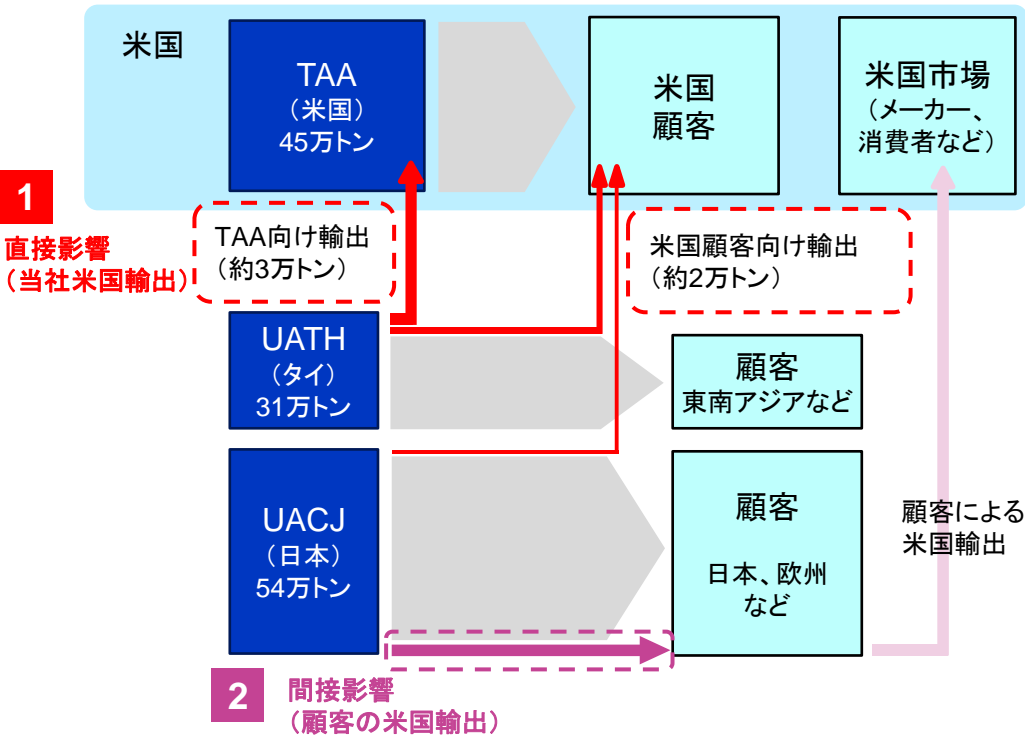 米国
TAA
（米国）
45万トン
米国
顧客
米国市場
（メーカー、
消費者など）
1
直接影響
（当社米国輸出）
TAA向け輸出
（約3万トン）
米国顧客向け輸出
（約2万トン）
UATH
（タイ）
31万トン
顧客
東南アジアなど
UACJ
（日本）
54万トン
顧客
日本、欧州
など
顧客による
米国輸出
2
間接影響
（顧客の米国輸出）